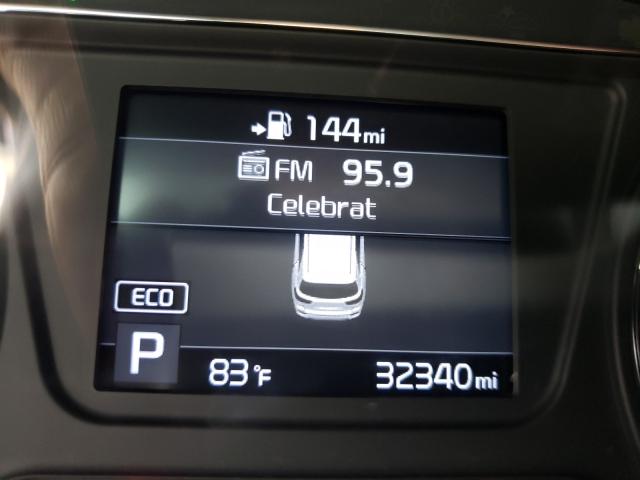 144mi
FM 95.9
Celebrat
ECO
P
83°F 32340mi